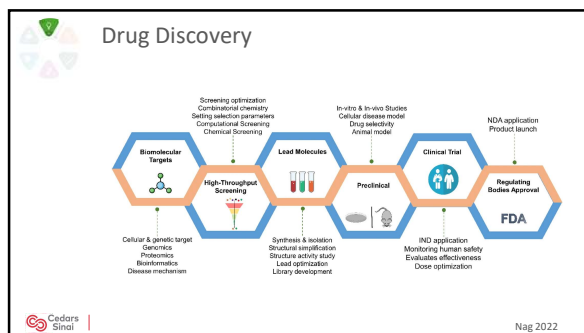 Drug Discovery
Screening optimization
Combinatorial chemistry
Setting selection parameters
Computational Screening
Chemical Screening
In-vitro & In-vivo Studies
Cellular disease model
Drug selectivity
Animal model
NDA application
Product launch
Biomolecular
Targets
High-Throughput
Screening
Lead Molecules
Preclinical
Clinical Trial
Regulating
Bodies Approval
FDA
Cellular & genetic target
Genomics
Proteomics
Bioinformatics
Disease mechanism
Synthesis & isolation
Structural simplification
Structure activity study
Lead optimization
Library development
IND application
Monitoring human safety
Evaluates effectiveness
Dose optimization
Cedars
Sinai
Nag 2022